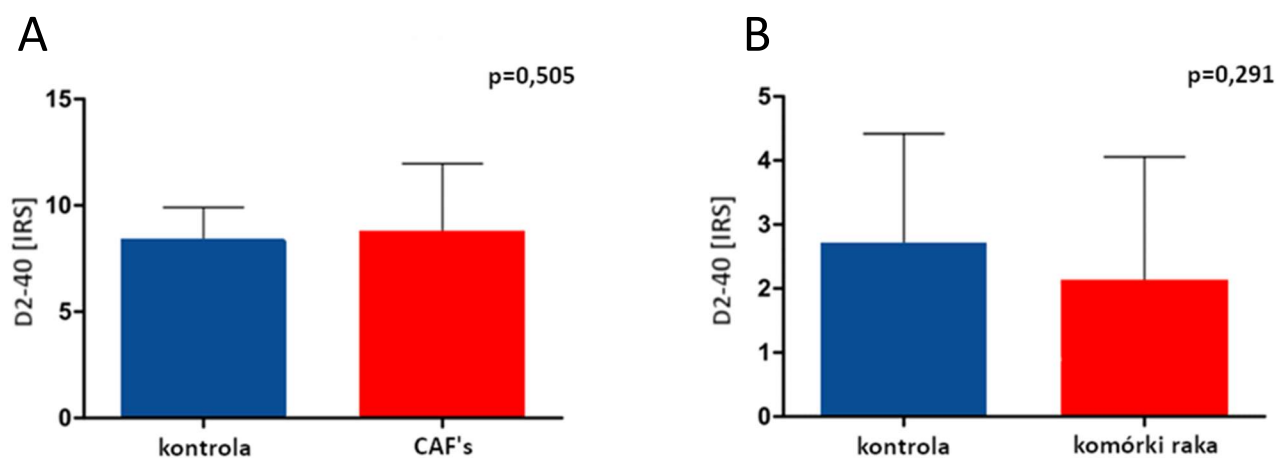 A
p=0,505
D2-40 [IRS]
15
10
5
0
kontrola
CAF's
B
p=0,291
D2-40 [IRS]
5
4
3
2
1
0
kontrola
komórki raka